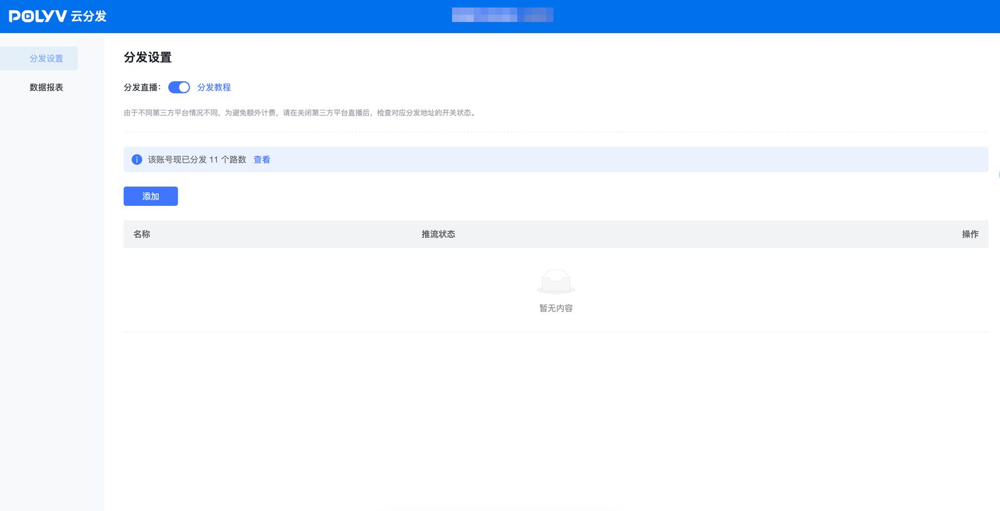 POLYV 云分发
分发设置
数据报表
分发设置
分发直播： 分发教程
由于不同第三方平台情况不同，为避免额外计费，请在关闭第三方平台直播后，检查对应分发地址的开关状态。
该账号现已分发 11 个路数 查看
添加
名称 推流状态 操作
暂无内容